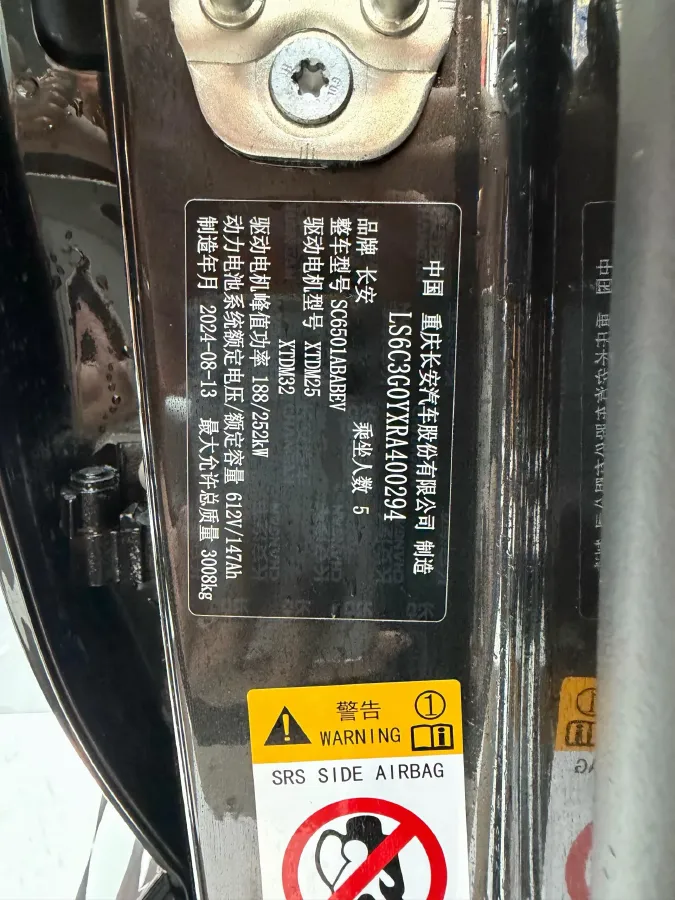 中国 重庆长安汽车股份有限公司 制造
LS6C3G0YXRA400294
品牌 长安 乘坐人数 5
整车型号 SC6501ABABEV
驱动电机型号 XTDM25
XTDM32
驱动电机峰值功率 188/252kW
动力电池系统额定电压/额定容量 612V/147Ah
制造年月 2024-08-13 最大允许总质量 3008kg
警告 ①
WARNING
SRS SIDE AIRBAG